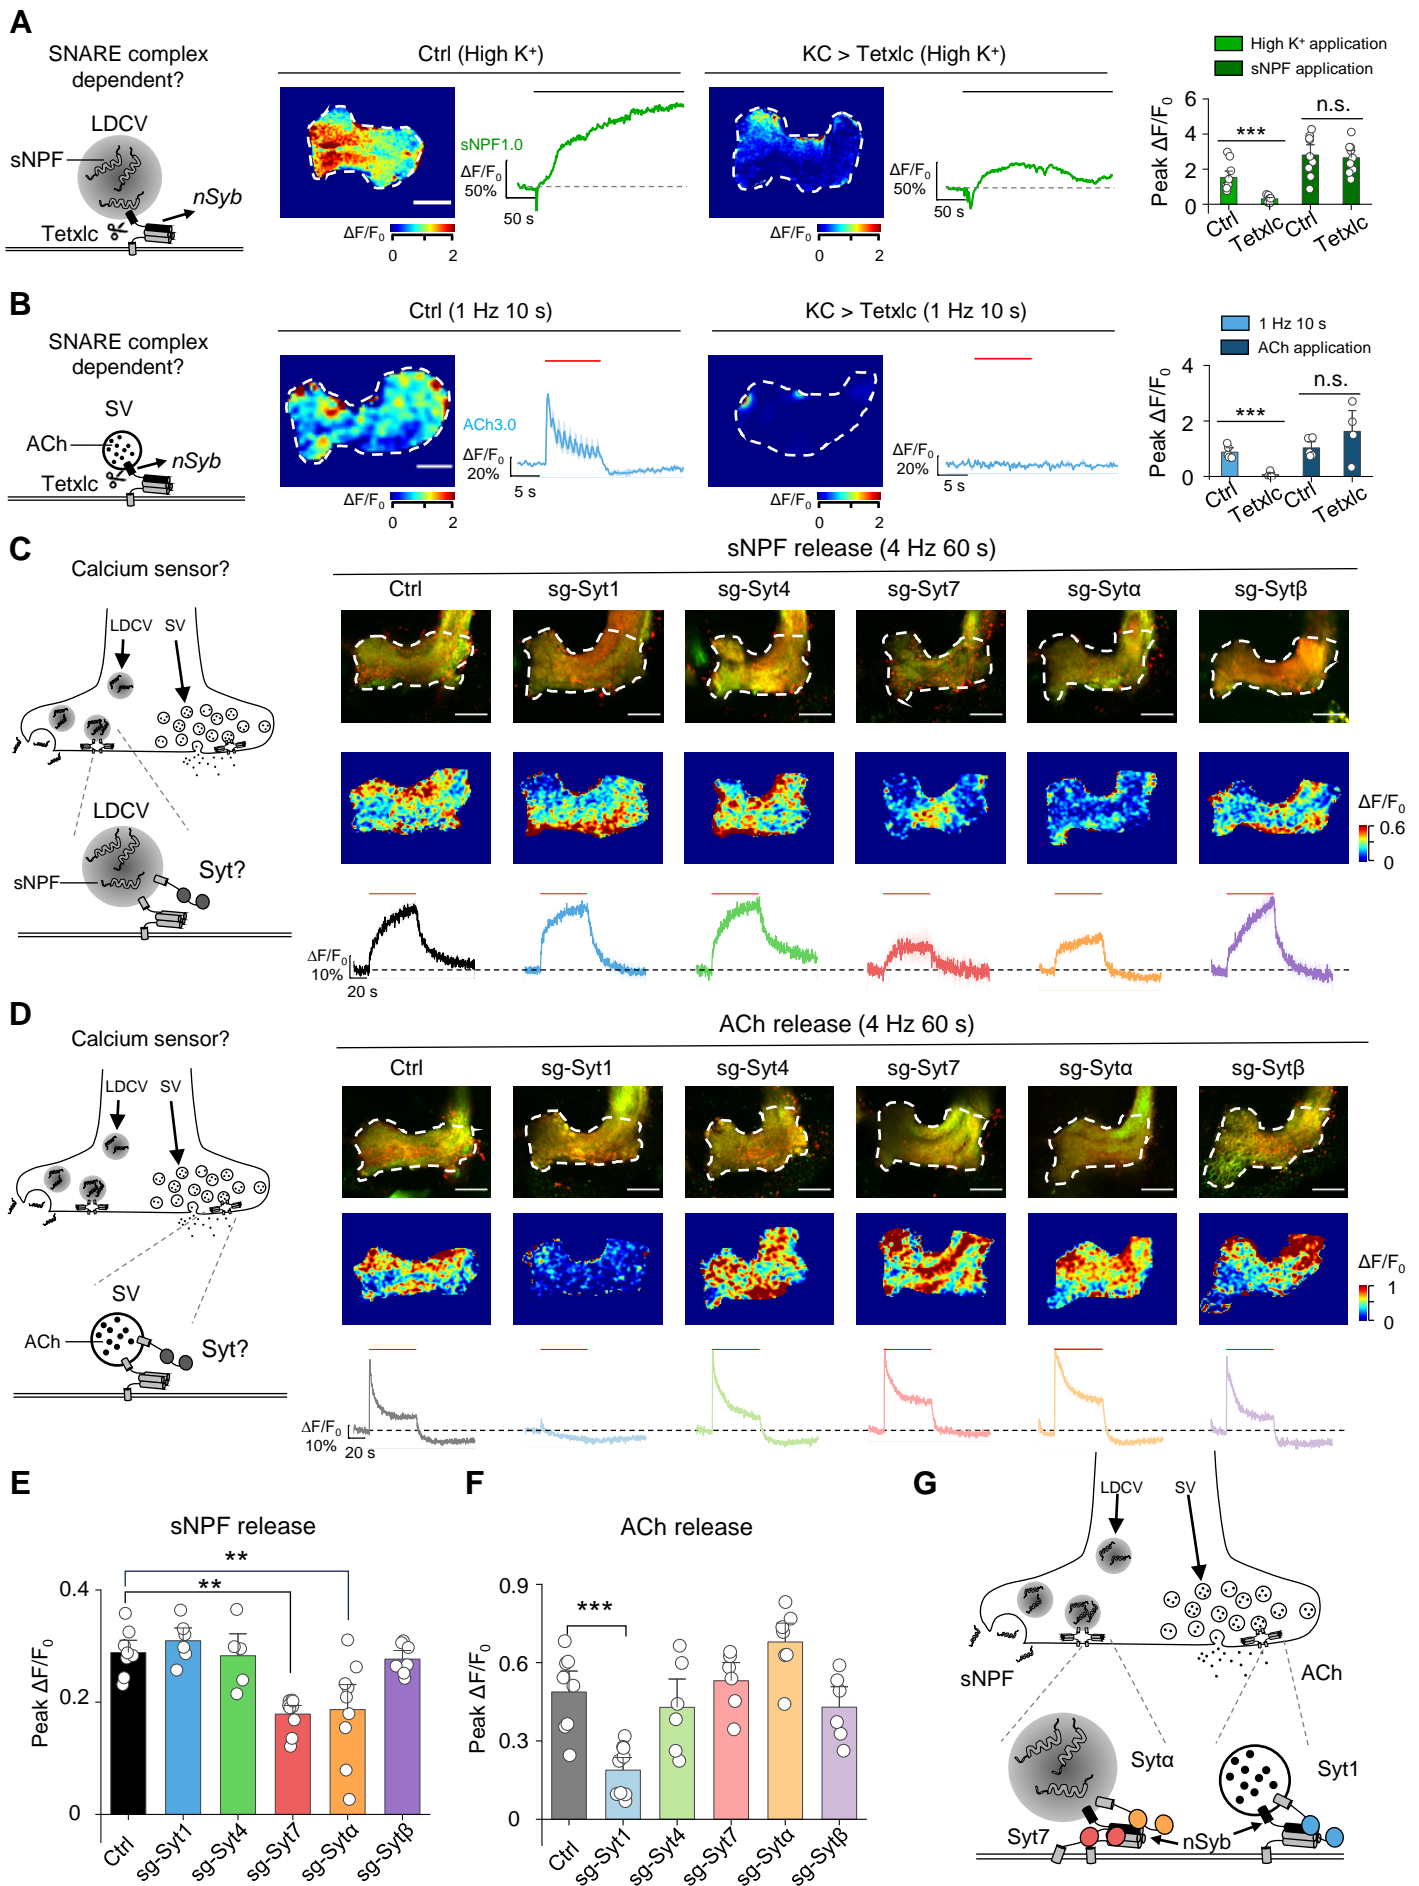 A
SNARE complex
dependent?
LDCV
sNPF
nSyb
Tetxlc
Ctrl (High K⁺)
sNPF1.0
ΔF/F₀
50%
50 s
ΔF/F₀
0 2
KC > Tetxlc (High K⁺)
ΔF/F₀
50%
50 s
ΔF/F₀
0 2
High K⁺ application
sNPF application
Peak ΔF/F₀
6
4
2
0
***
n.s.
Ctrl
Tetxlc
Ctrl
Tetxlc
B
SNARE complex
dependent?
SV
ACh
nSyb
Tetxlc
Ctrl (1 Hz 10 s)
ACh3.0
ΔF/F₀
20%
5 s
ΔF/F₀
0 2
KC > Tetxlc (1 Hz 10 s)
ΔF/F₀
20%
5 s
ΔF/F₀
0 2
1 Hz 10 s
ACh application
Peak ΔF/F₀
4
2
0
***
n.s.
Ctrl
Tetxlc
Ctrl
Tetxlc
C
Calcium sensor?
LDCV SV
LDCV
sNPF
Syt?
sNPF release (4 Hz 60 s)
Ctrl sg-Syt1 sg-Syt4 sg-Syt7 sg-Sytα sg-Sytβ
ΔF/F₀
0.6
0
ΔF/F₀
10%
20 s
D
Calcium sensor?
LDCV SV
SV
ACh
Syt?
ACh release (4 Hz 60 s)
Ctrl sg-Syt1 sg-Syt4 sg-Syt7 sg-Sytα sg-Sytβ
ΔF/F₀
1
0
ΔF/F₀
10%
20 s
E
sNPF release
Peak ΔF/F₀
0.4
0.2
0
**
**
Ctrl
sg-Syt1
sg-Syt4
sg-Syt7
sg-Sytα
sg-Sytβ
F
ACh release
Peak ΔF/F₀
0.9
0.6
0.3
0
***
Ctrl
sg-Syt1
sg-Syt4
sg-Syt7
sg-Sytα
sg-Sytβ
G
LDCV SV
sNPF
ACh
Sytα
Syt1
Syt7
nSyb